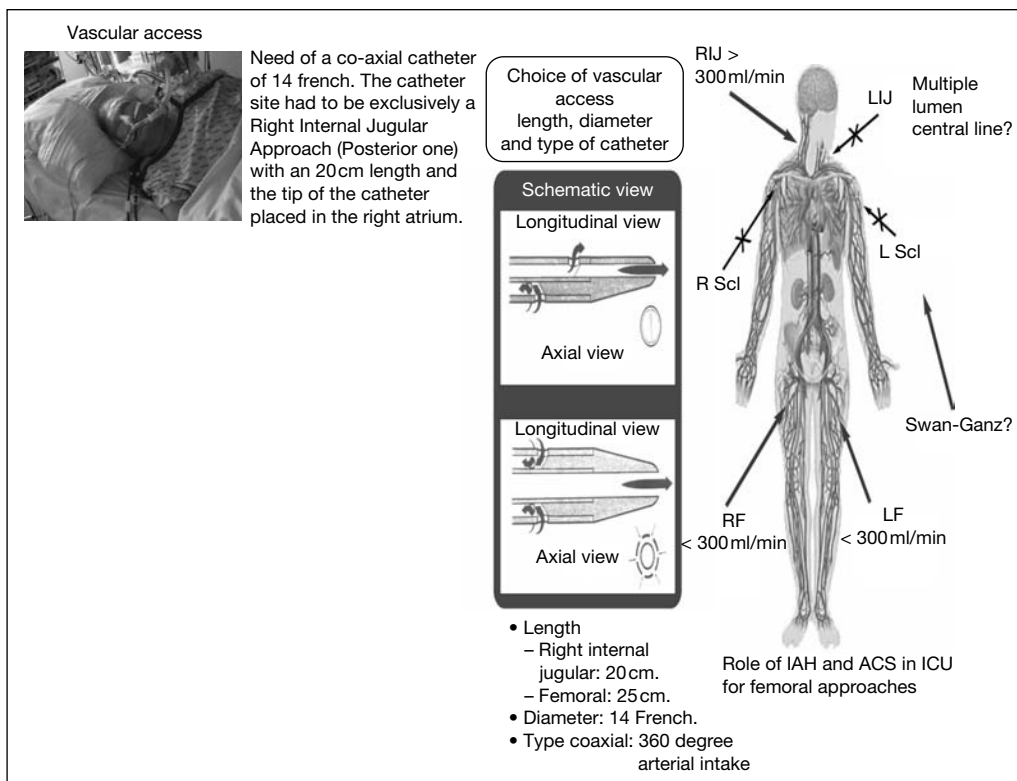 Vascular access
Need of a co-axial catheter
of 14 french. The catheter
site had to be exclusively a
Right Internal Jugular
Approach (Posterior one)
with an 20 cm length and
the tip of the catheter
placed in the right atrium.
Choice of vascular
access
length, diameter
and type of catheter
Schematic view
Longitudinal view
Axial view
Longitudinal view
Axial view
• Length
– Right internal
jugular: 20 cm.
– Femoral: 25 cm.
• Diameter: 14 French.
• Type coaxial: 360 degree
arterial intake
RIJ >
300 ml/min
LIJ
Multiple
lumen
central line?
R Scl
L Scl
Swan-Ganz?
RF
< 300 ml/min
LF
< 300 ml/min
Role of IAH and ACS in ICU
for femoral approaches